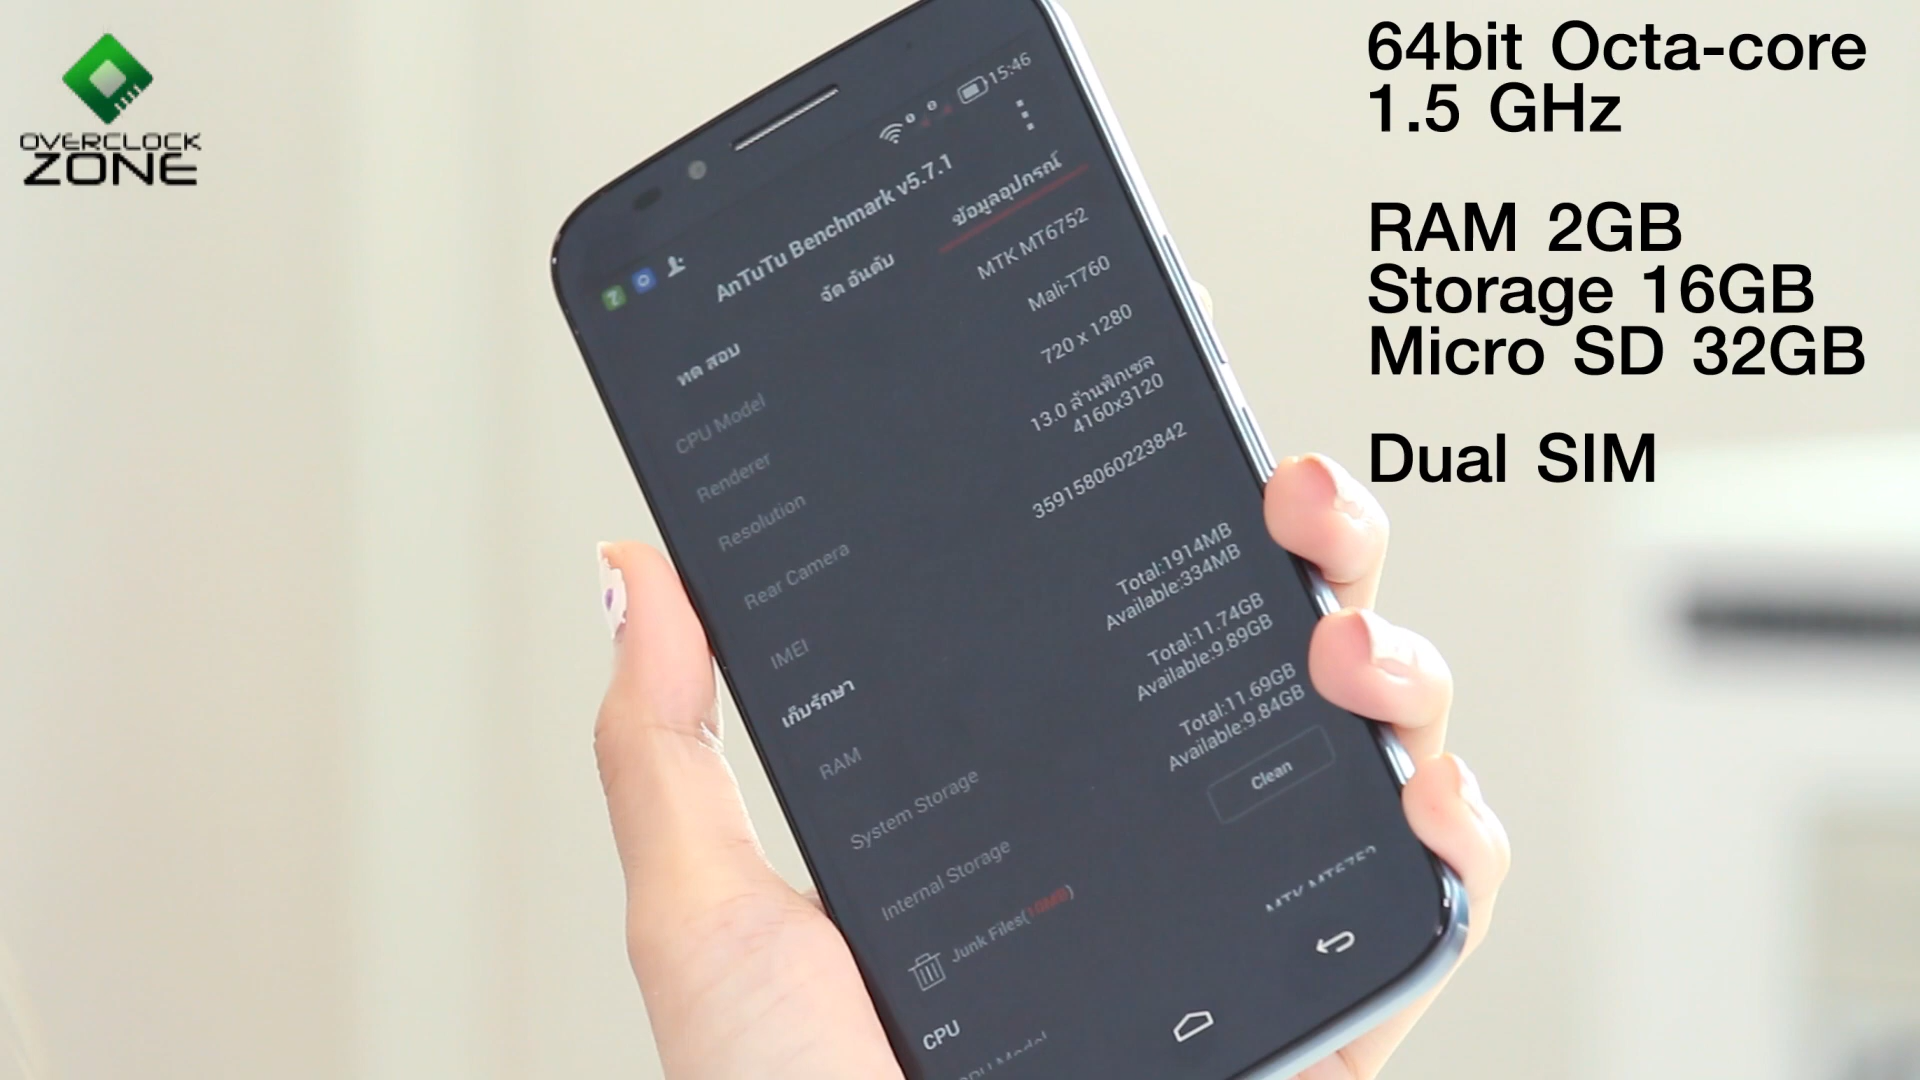 OVERCLOCK
ZONE
64bit Octa-core
1.5 GHz
RAM 2GB
Storage 16GB
Micro SD 32GB
Dual SIM
15:46
AnTuTu Benchmark v5.7.1
ทด สอบ
จัด อันดับ
ข้อมูลอุปกรณ์
CPU Model
MTK MT6752
Renderer
Mali-T760
Resolution
720 x 1280
Rear Camera
13.0 ล้านพิกเซล
4160x3120
IMEI
359158060223842
เก็บรักษา
RAM
Total:1914MB
Available:334MB
System Storage
Total:11.74GB
Available:9.89GB
Internal Storage
Total:11.69GB
Available:9.84GB
Junk Files
Clean
CPU
CPU Model
MTK MT6752